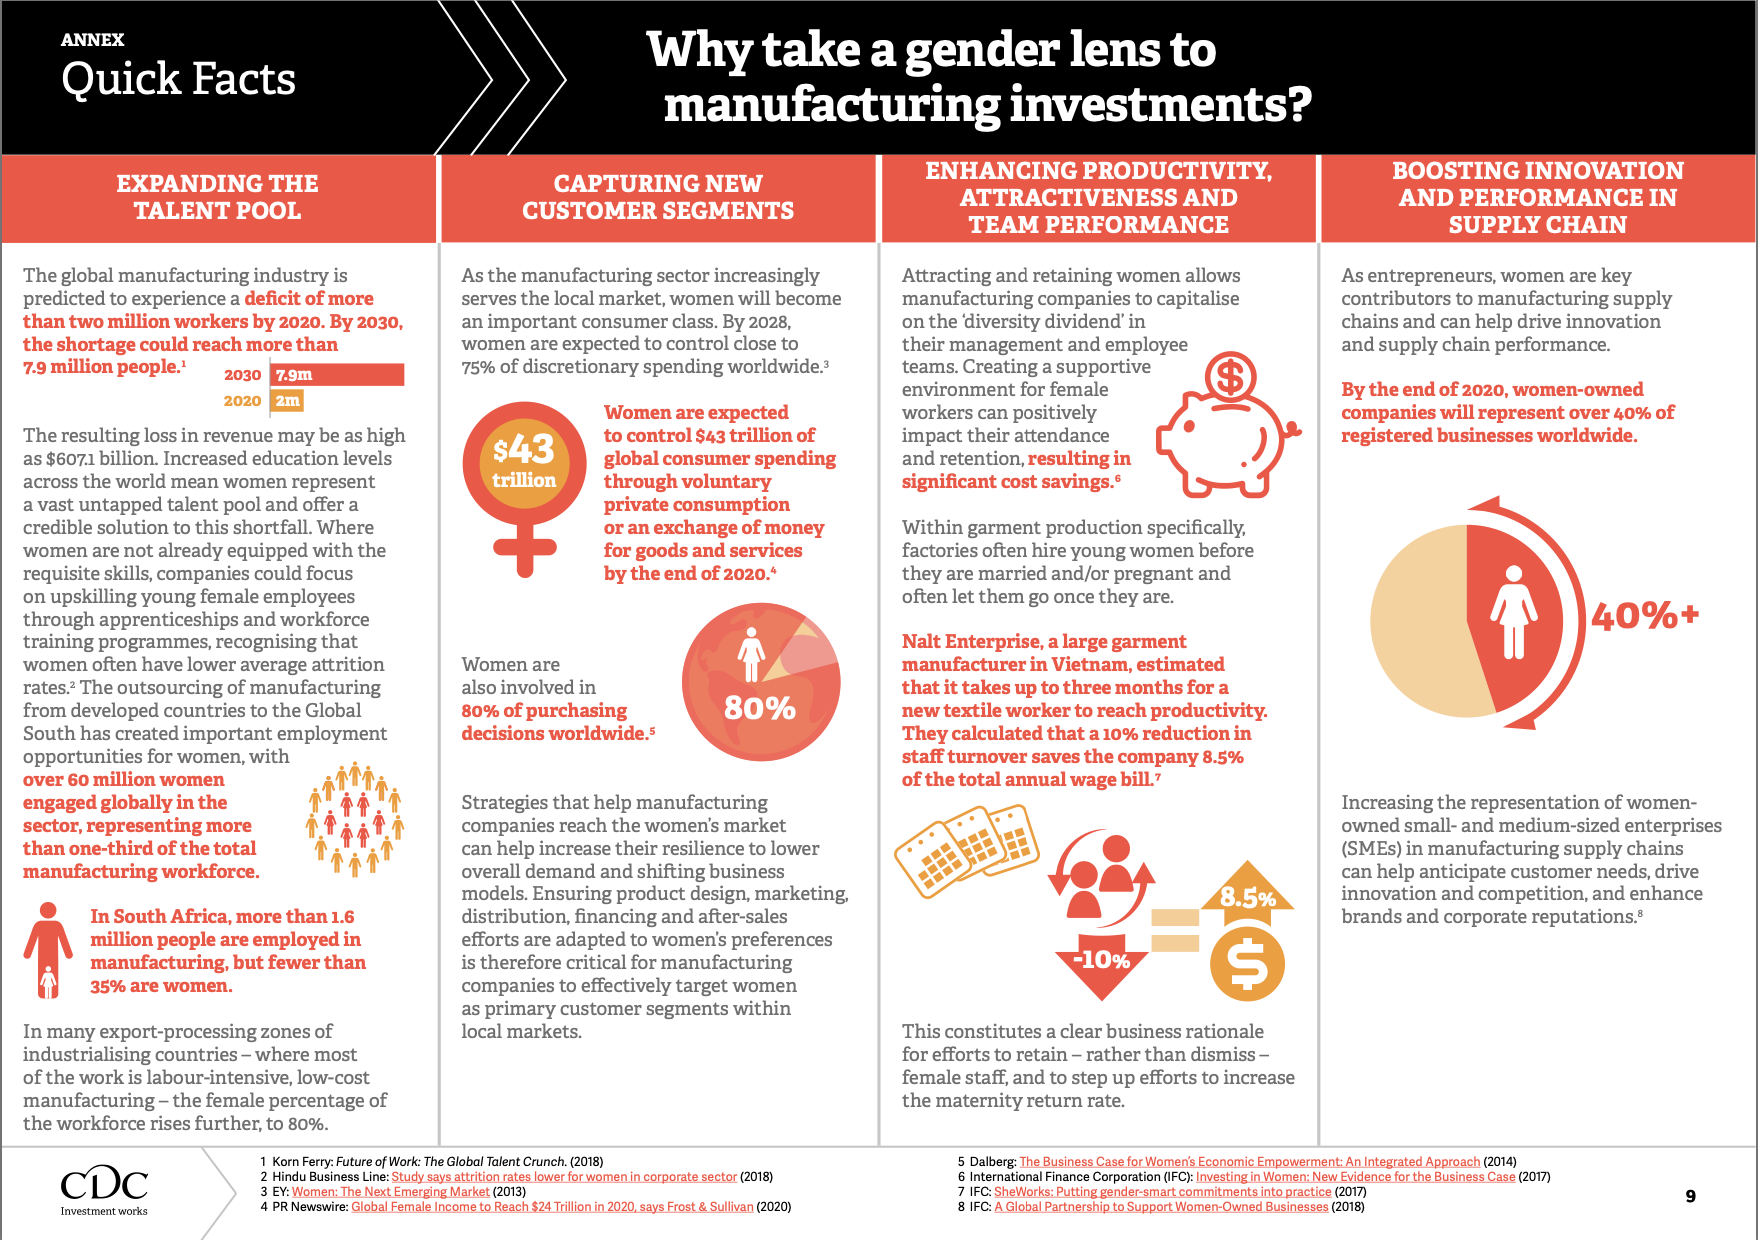 ANNEX
Quick Facts
Why take a gender lens to
manufacturing investments?
EXPANDING THE
TALENT POOL
The global manufacturing industry is
predicted to experience a deficit of more
than two million workers by 2020. By 2030,
the shortage could reach more than
7.9 million people.¹
2030 7.9m
2020 2m
The resulting loss in revenue may be as high
as $607.1 billion. Increased education levels
across the world mean women represent
a vast untapped talent pool and offer a
credible solution to this shortfall. Where
women are not already equipped with the
requisite skills, companies could focus
on upskilling young female employees
through apprenticeships and workforce
training programmes, recognising that
women often have lower average attrition
rates.² The outsourcing of manufacturing
from developed countries to the Global
South has created important employment
opportunities for women, with
over 60 million women
engaged globally in the
sector, representing more
than one-third of the total
manufacturing workforce.
In South Africa, more than 1.6
million people are employed in
manufacturing, but fewer than
35% are women.
In many export-processing zones of
industrialising countries – where most
of the work is labour-intensive, low-cost
manufacturing – the female percentage of
the workforce rises further, to 80%.
CAPTURING NEW
CUSTOMER SEGMENTS
As the manufacturing sector increasingly
serves the local market, women will become
an important consumer class. By 2028,
women are expected to control close to
75% of discretionary spending worldwide.³
$43
trillion
Women are expected
to control $43 trillion of
global consumer spending
through voluntary
private consumption
or an exchange of money
for goods and services
by the end of 2020.⁴
Women are
also involved in
80% of purchasing
decisions worldwide.⁵
80%
Strategies that help manufacturing
companies reach the women's market
can help increase their resilience to lower
overall demand and shifting business
models. Ensuring product design, marketing,
distribution, financing and after-sales
efforts are adapted to women's preferences
is therefore critical for manufacturing
companies to effectively target women
as primary customer segments within
local markets.
ENHANCING PRODUCTIVITY,
ATTRACTIVENESS AND
TEAM PERFORMANCE
Attracting and retaining women allows
manufacturing companies to capitalise
on the 'diversity dividend' in
their management and employee
teams. Creating a supportive
environment for female
workers can positively
impact their attendance
and retention, resulting in
significant cost savings.⁶
$
Within garment production specifically,
factories often hire young women before
they are married and/or pregnant and
often let them go once they are.
Nalt Enterprise, a large garment
manufacturer in Vietnam, estimated
that it takes up to three months for a
new textile worker to reach productivity.
They calculated that a 10% reduction in
staff turnover saves the company 8.5%
of the total annual wage bill.⁷
-10%
=
8.5%
$
This constitutes a clear business rationale
for efforts to retain – rather than dismiss –
female staff, and to step up efforts to increase
the maternity return rate.
BOOSTING INNOVATION
AND PERFORMANCE IN
SUPPLY CHAIN
As entrepreneurs, women are key
contributors to manufacturing supply
chains and can help drive innovation
and supply chain performance.
By the end of 2020, women-owned
companies will represent over 40% of
registered businesses worldwide.
40%+
Increasing the representation of women-
owned small- and medium-sized enterprises
(SMEs) in manufacturing supply chains
can help anticipate customer needs, drive
innovation and competition, and enhance
brands and corporate reputations.⁸
CDC
Investment works
1 Korn Ferry: Future of Work: The Global Talent Crunch. (2018)
2 Hindu Business Line: Study says attrition rates lower for women in corporate sector (2018)
3 EY: Women: The Next Emerging Market (2013)
4 PR Newswire: Global Female Income to Reach $24 Trillion in 2020, says Frost & Sullivan (2020)
5 Dalberg: The Business Case for Women's Economic Empowerment: An Integrated Approach (2014)
6 International Finance Corporation (IFC): Investing in Women: New Evidence for the Business Case (2017)
7 IFC: SheWorks: Putting gender-smart commitments into practice (2017)
8 IFC: A Global Partnership to Support Women-Owned Businesses (2018)
9